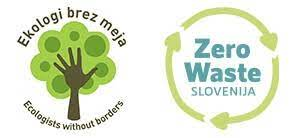 Ekologi brez meja
Ecologists without borders
Zero
Waste
SLOVENIJA